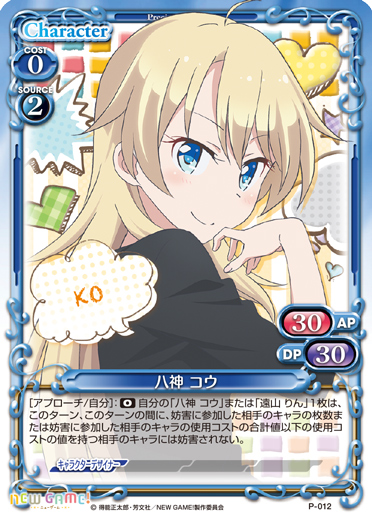 Character
COST
0
SOURCE
2
KO
30 AP
DP 30
八神 コウ
[アプローチ/自分]:自分の「八神 コウ」または「遠山 りん」1枚は、
このターン、このターンの間に、妨害に参加した相手のキャラの枚数
または妨害に参加した相手のキャラの使用コストの合計値以下の使用コ
ストの値を持つ相手のキャラには妨害されない。
キャラクターデザイナー
NEW GAME!
© 得能正太郎・芳文社/NEW GAME!製作委員会
P-012